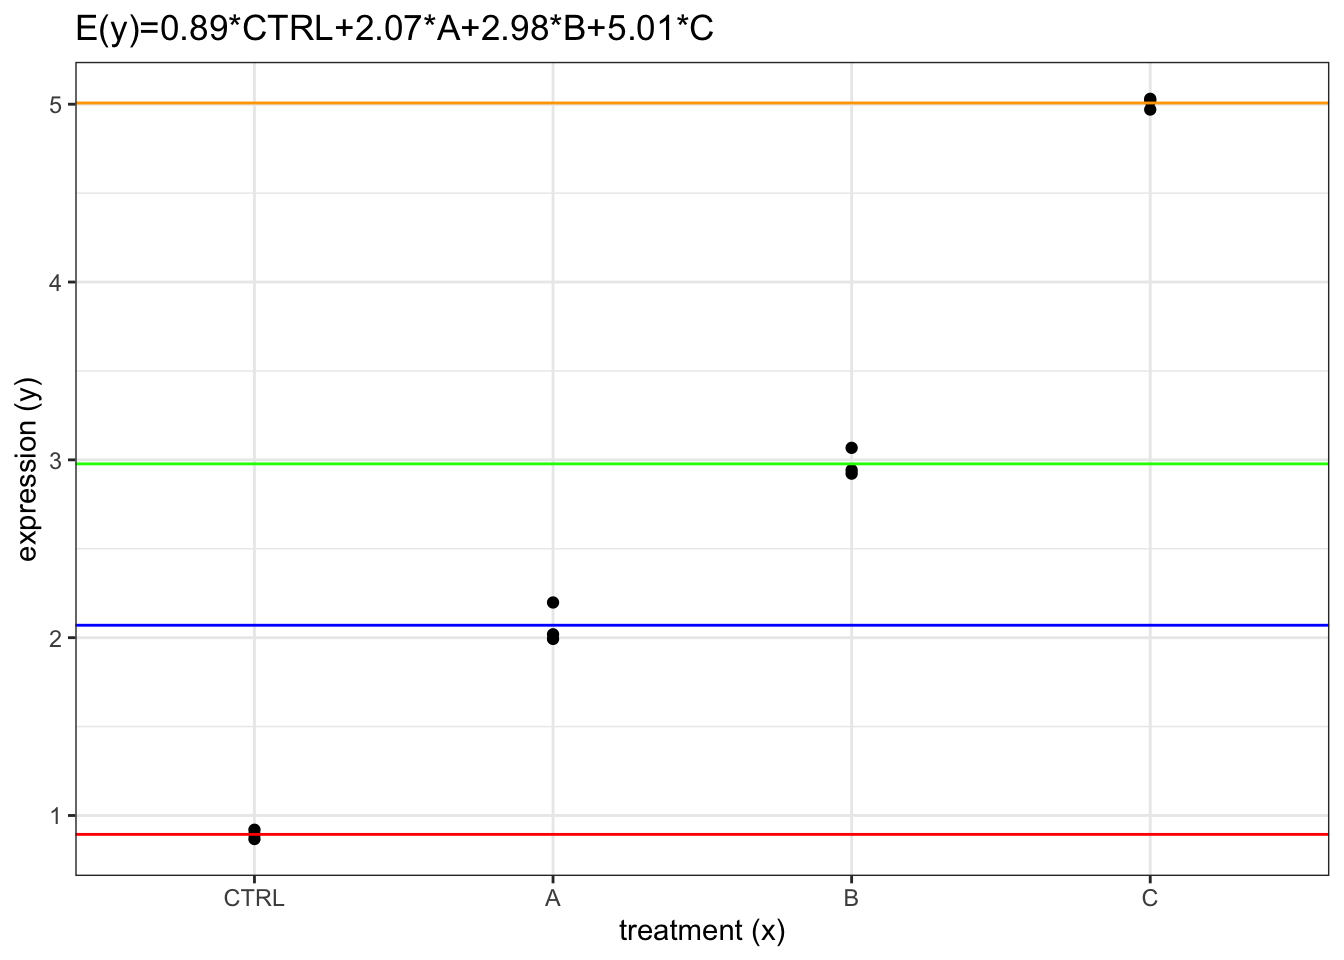 E(y)=0.89*CTRL+2.07*A+2.98*B+5.01*C
5
4
3
2
1
expression (y)
CTRL A B C
treatment (x)